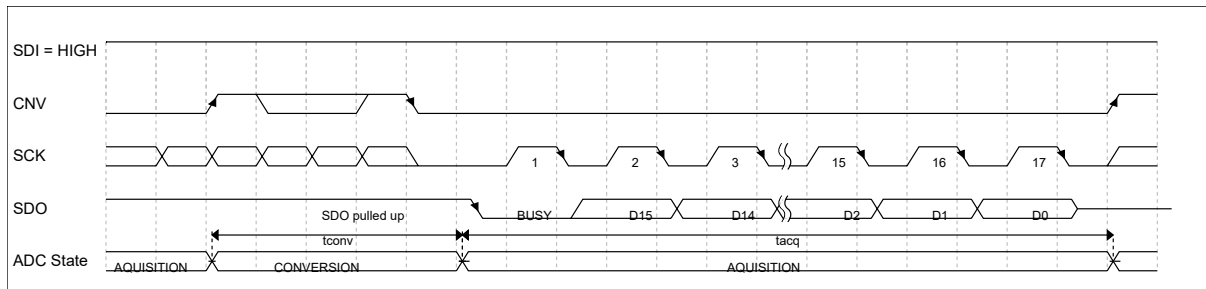 SDI = HIGH
CNV
SCK
1 2 3 15 16 17
SDO
SDO pulled up
BUSY D15 D14 D2 D1 D0
tconv tacq
ADC State
AQUISITION CONVERSION AQUISITION